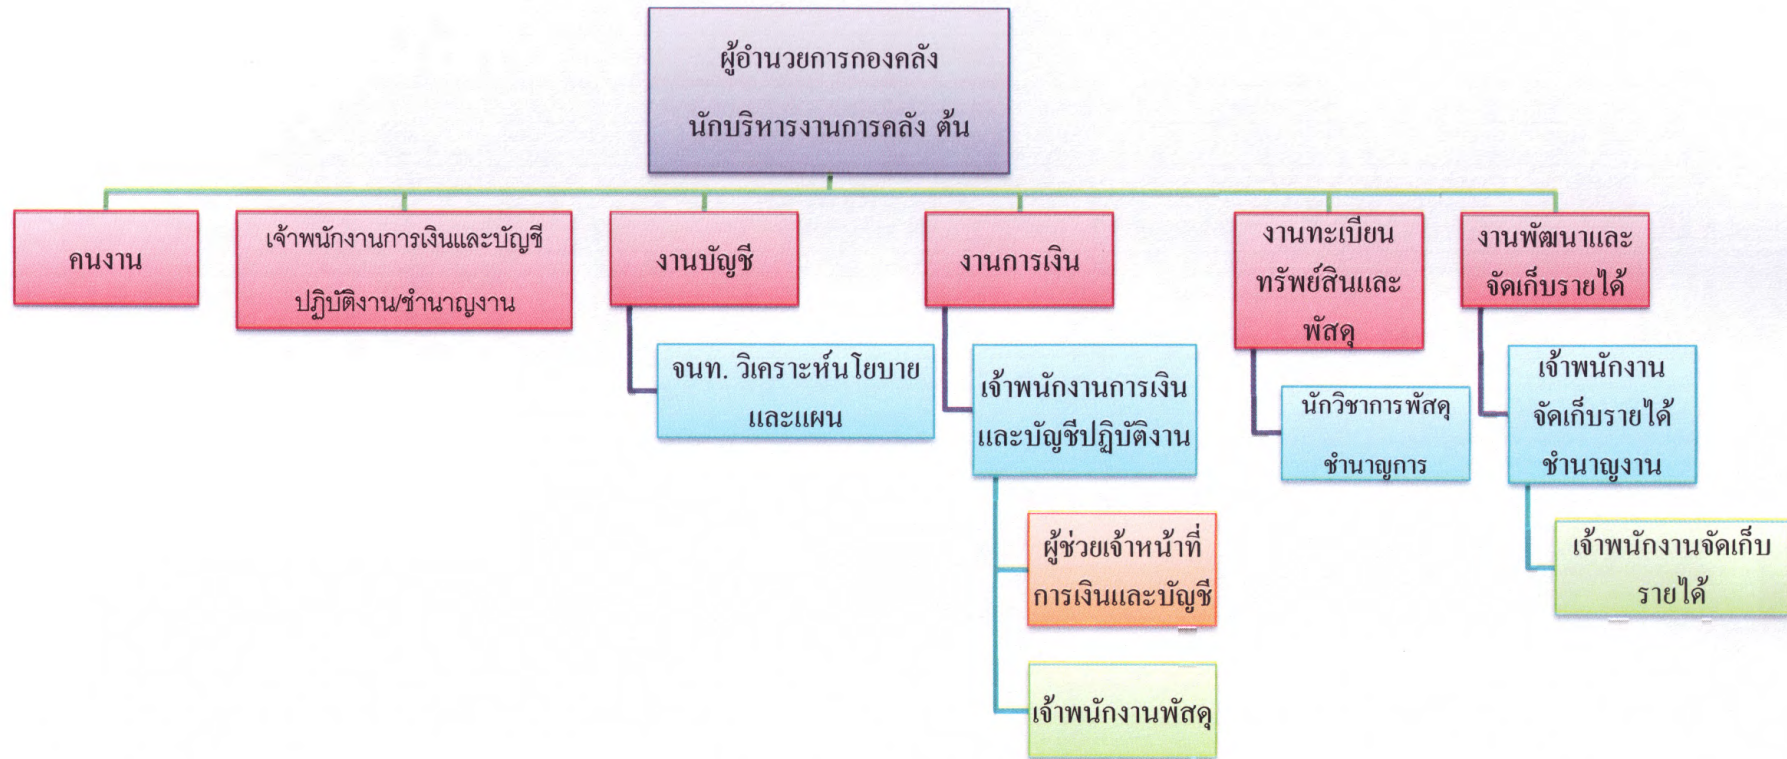 ผู้อำนวยการกองคลัง
นักบริหารงานการคลัง ต้น
คนงาน
เจ้าพนักงานการเงินและบัญชี
ปฏิบัติงาน/ชำนาญงาน
งานบัญชี
จนท. วิเคราะห์นโยบาย
และแผน
งานการเงิน
เจ้าพนักงานการเงิน
และบัญชีปฏิบัติงาน
ผู้ช่วยเจ้าหน้าที่
การเงินและบัญชี
เจ้าพนักงานพัสดุ
งานทะเบียน
ทรัพย์สินและ
พัสดุ
นักวิชาการพัสดุ
ชำนาญการ
งานพัฒนาและ
จัดเก็บรายได้
เจ้าพนักงาน
จัดเก็บรายได้
ชำนาญงาน
เจ้าพนักงานจัดเก็บ
รายได้